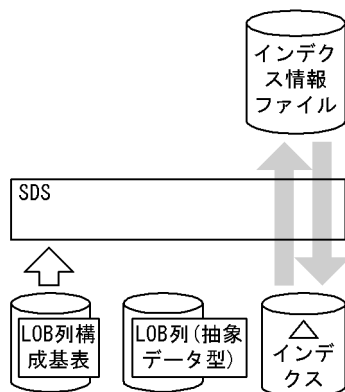 インデク
ス情報
ファイル
SDS
LOB列構
成基表
LOB列(抽象
データ型)
インデ
クス